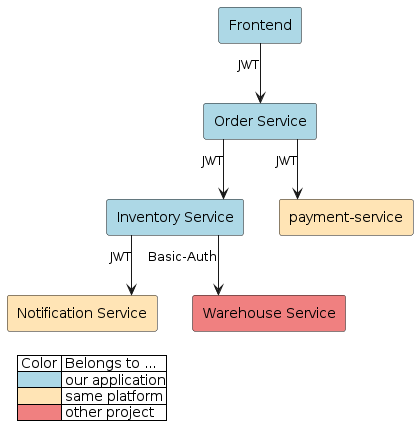 Frontend
JWT
Order Service
JWT
JWT
Inventory Service
payment-service
JWT
Basic-Auth
Notification Service
Warehouse Service
Color Belongs to ...
our application
same platform
other project